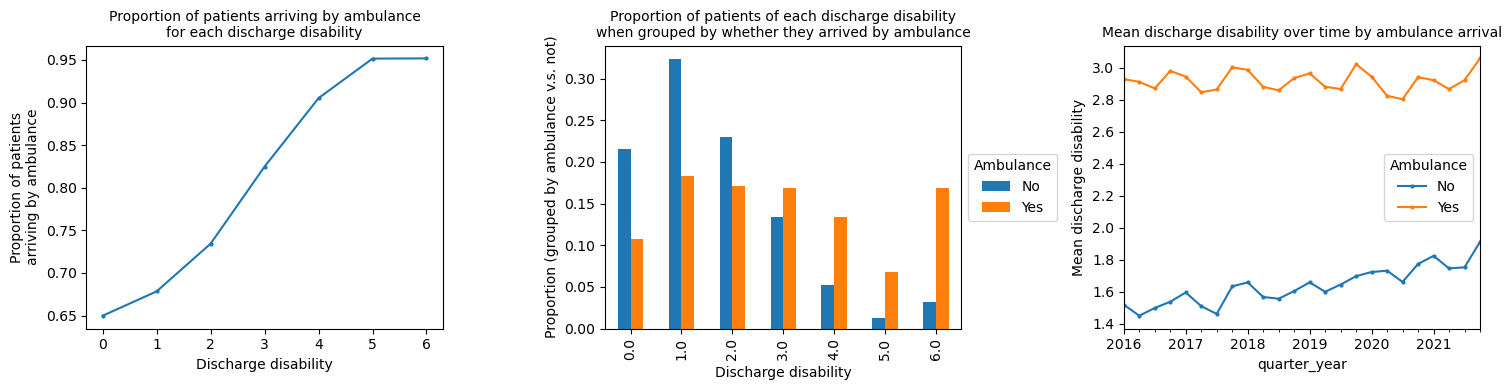 Proportion of patients arriving by ambulance
for each discharge disability
0.95
0.90
0.85
0.80
0.75
0.70
0.65
Proportion of patients
arriving by ambulance
0 1 2 3 4 5 6
Discharge disability
Proportion of patients of each discharge disability
when grouped by whether they arrived by ambulance
0.30
0.25
0.20
0.15
0.10
0.05
0.00
Proportion (grouped by ambulance v.s. not)
0.0 1.0 2.0 3.0 4.0 5.0 6.0
Discharge disability
Ambulance
No
Yes
Mean discharge disability over time by ambulance arrival
3.0
2.8
2.6
2.4
2.2
2.0
1.8
1.6
1.4
Mean discharge disability
Ambulance
No
Yes
2016 2017 2018 2019 2020 2021
quarter_year